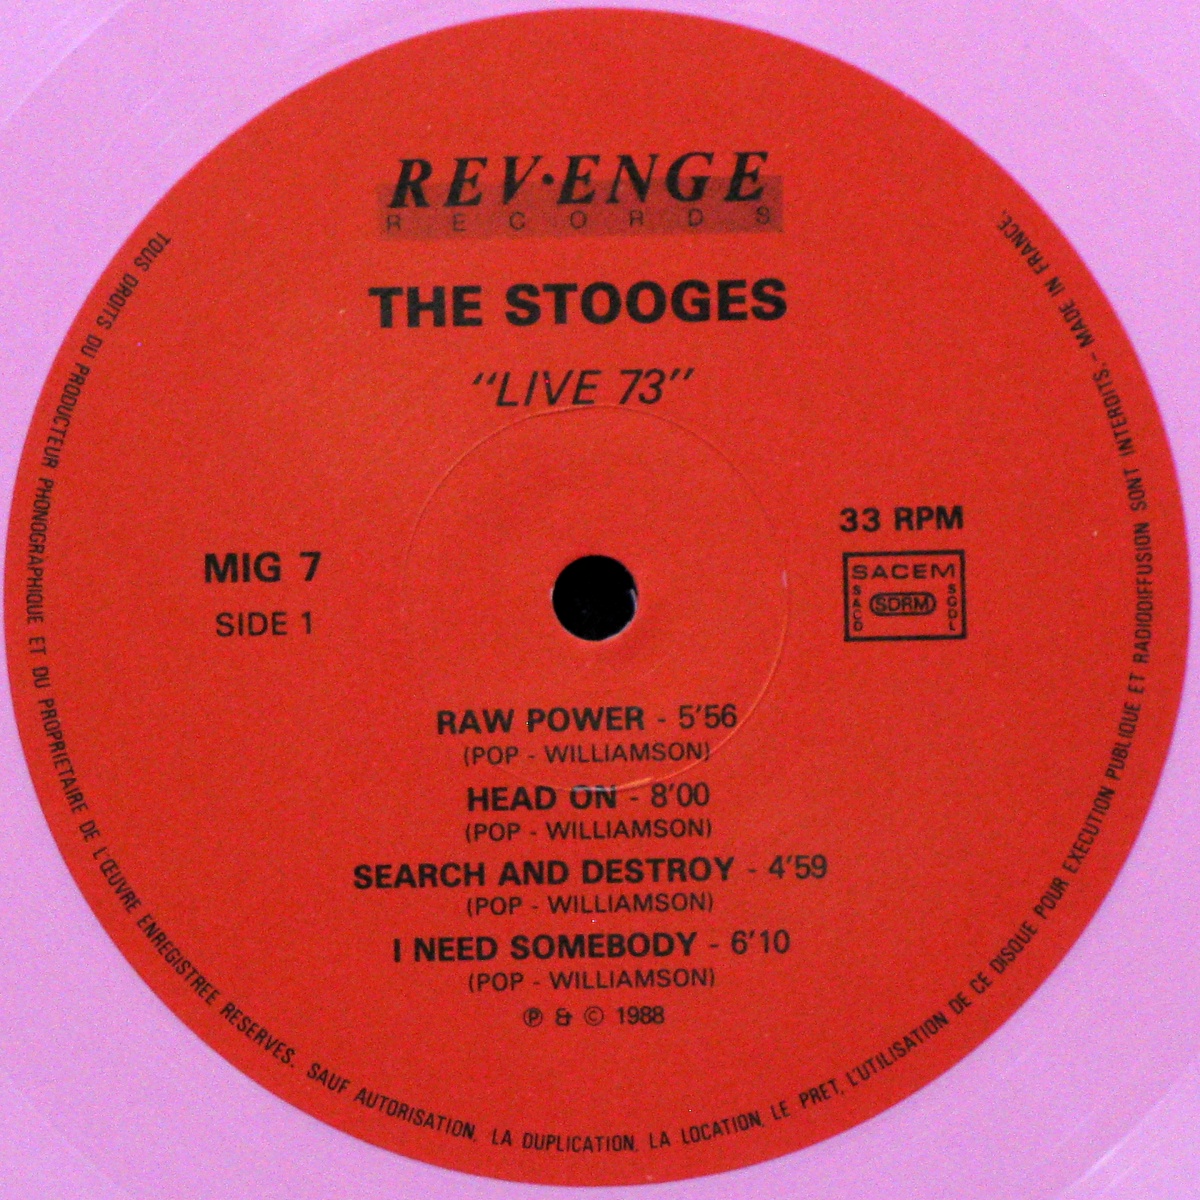 REV·ENGE
RECORDS
THE STOOGES
"LIVE 73"
MIG 7
SIDE 1
33 RPM
SACEM
SACD
SDRM
SGDL
RAW POWER - 5'56
(POP - WILLIAMSON)
HEAD ON - 8'00
(POP - WILLIAMSON)
SEARCH AND DESTROY - 4'59
(POP - WILLIAMSON)
I NEED SOMEBODY - 6'10
(POP - WILLIAMSON)
℗ & © 1988
TOUS DROITS DU PRODUCTEUR PHONOGRAPHIQUE ET DU PROPRIETAIRE DE L'ŒUVRE ENREGISTREE RESERVES. SAUF AUTORISATION, LA DUPLICATION, LA LOCATION, LE PRET, L'UTILISATION DE CE DISQUE POUR EXECUTION PUBLIQUE ET RADIODIFFUSION SONT INTERDITS.- MADE IN FRANCE.